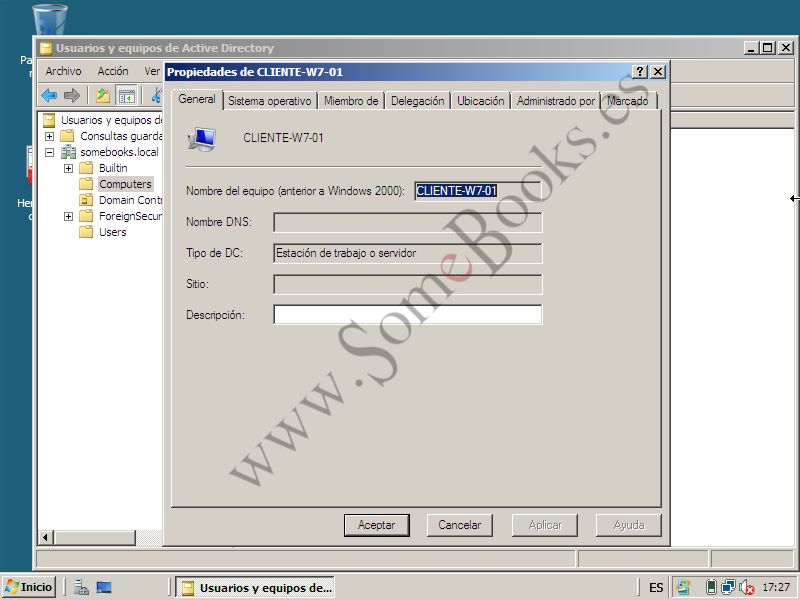 Pa
r
Her
c
Usuarios y equipos de Active Directory
Archivo Acción Ver
Usuarios y equipos d
Consultas guarda
somebooks.local
Builtin
Computers
Domain Contr
ForeignSecur
Users
Propiedades de CLIENTE-W7-01
General Sistema operativo Miembro de Delegación Ubicación Administrado por Marcado
CLIENTE-W7-01
Nombre del equipo (anterior a Windows 2000): CLIENTE-W7-01
Nombre DNS:
Tipo de DC: Estación de trabajo o servidor
Sitio:
Descripción:
Aceptar Cancelar Aplicar Ayuda
www.SomeBooks.es
Inicio Usuarios y equipos de... ES 17:27